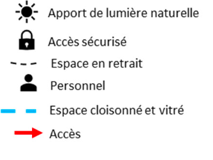 Apport de lumière naturelle
Accès sécurisé
Espace en retrait
Personnel
Espace cloisonné et vitré
Accès